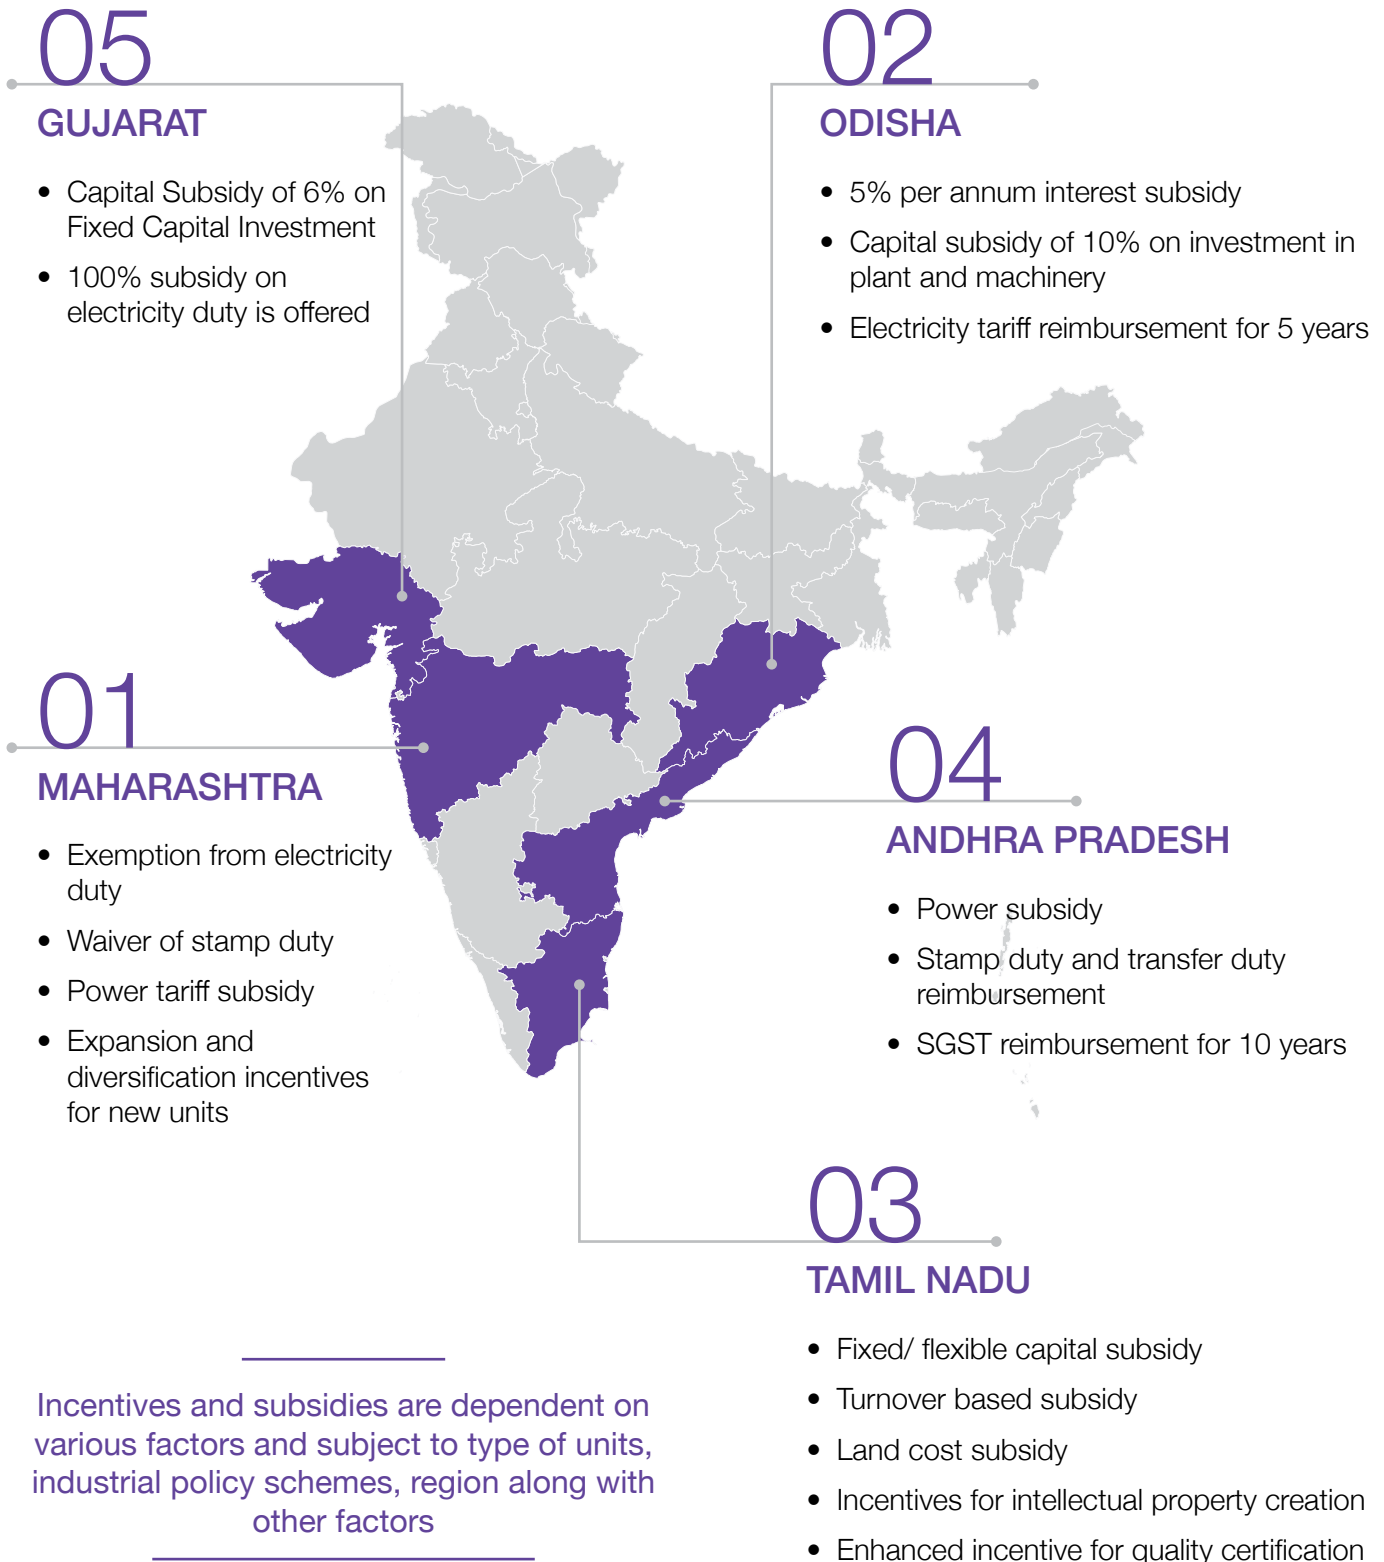 05
GUJARAT
• Capital Subsidy of 6% on
Fixed Capital Investment
• 100% subsidy on
electricity duty is offered
02
ODISHA
• 5% per annum interest subsidy
• Capital subsidy of 10% on investment in
plant and machinery
• Electricity tariff reimbursement for 5 years
01
MAHARASHTRA
• Exemption from electricity
duty
• Waiver of stamp duty
• Power tariff subsidy
• Expansion and
diversification incentives
for new units
04
ANDHRA PRADESH
• Power subsidy
• Stamp duty and transfer duty
reimbursement
• SGST reimbursement for 10 years
03
TAMIL NADU
• Fixed/ flexible capital subsidy
• Turnover based subsidy
• Land cost subsidy
• Incentives for intellectual property creation
• Enhanced incentive for quality certification
Incentives and subsidies are dependent on
various factors and subject to type of units,
industrial policy schemes, region along with
other factors